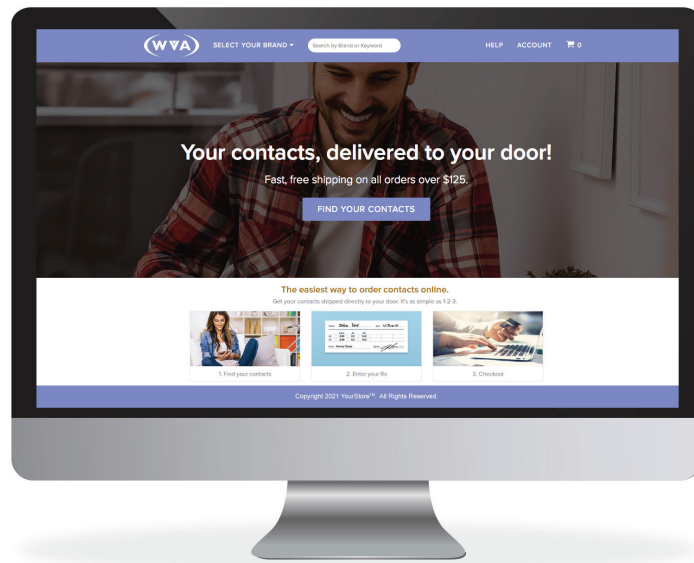 WVA
SELECT YOUR BRAND
Search by Brand or Keyword
HELP
ACCOUNT
0
Your contacts, delivered to your door!
Fast, free shipping on all orders over $125.
FIND YOUR CONTACTS
The easiest way to order contacts online.
Get your contacts shipped directly to your door. It's as simple as 1-2-3.
1. Find your contacts
2. Enter your Rx
3. Checkout
Copyright 2021 YourStore™. All Rights Reserved.